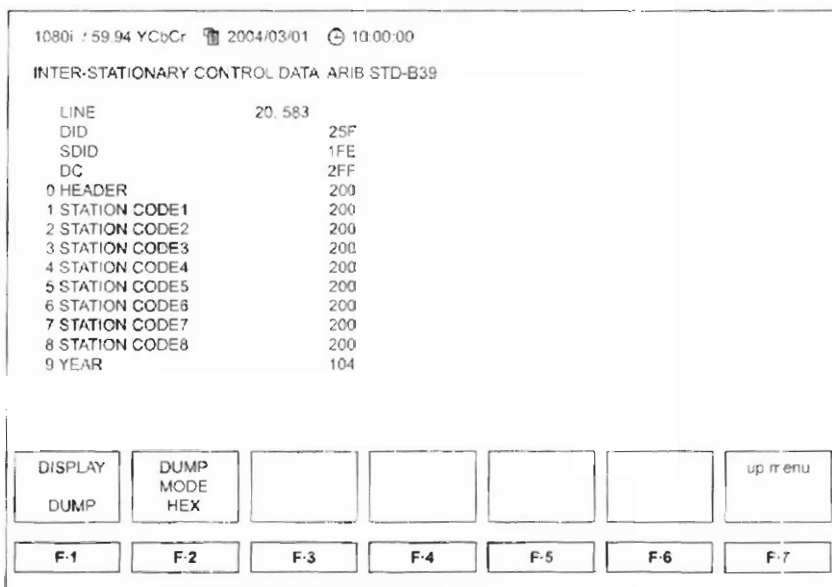 1080i / 59.94 YCbCr 2004/03/01 10:00:00
INTER-STATIONARY CONTROL DATA ARIB STD-B39
LINE 20, 583
DID 25F
SDID 1FE
DC 2FF
0 HEADER 200
1 STATION CODE1 200
2 STATION CODE2 200
3 STATION CODE3 200
4 STATION CODE4 200
5 STATION CODE5 200
6 STATION CODE6 200
7 STATION CODE7 200
8 STATION CODE8 200
9 YEAR 104
DISPLAY
DUMP
DUMP
MODE
HEX
up menu
F·1 F·2 F·3 F·4 F·5 F·6 F·7